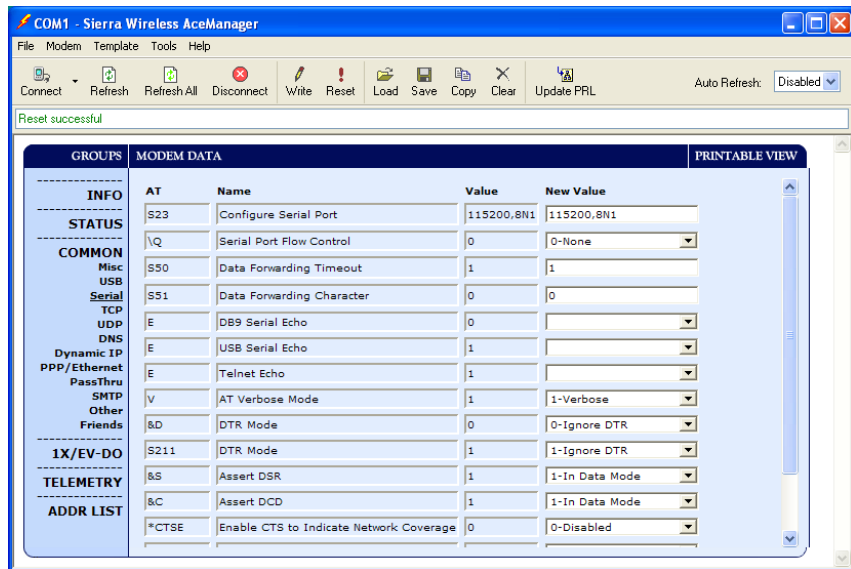 COM1 - Sierra Wireless AceManager
File Modem Template Tools Help
Connect Refresh Refresh All Disconnect Write Reset Load Save Copy Clear Update PRL Auto Refresh: Disabled
Reset successful
GROUPS MODEM DATA PRINTABLE VIEW
INFO
STATUS
COMMON
Misc
USB
Serial
TCP
UDP
DNS
Dynamic IP
PPP/Ethernet
PassThru
SMTP
Other
Friends
1X/EV-DO
TELEMETRY
ADDR LIST
AT Name Value New Value
S23 Configure Serial Port 115200,8N1 115200,8N1
\Q Serial Port Flow Control 0 0-None
S50 Data Forwarding Timeout 1 1
S51 Data Forwarding Character 0 0
E DB9 Serial Echo 0
E USB Serial Echo 1
E Telnet Echo 1
V AT Verbose Mode 1 1-Verbose
&D DTR Mode 0 0-Ignore DTR
S211 DTR Mode 1 1-Ignore DTR
&S Assert DSR 1 1-In Data Mode
&C Assert DCD 1 1-In Data Mode
*CTSE Enable CTS to Indicate Network Coverage 0 0-Disabled